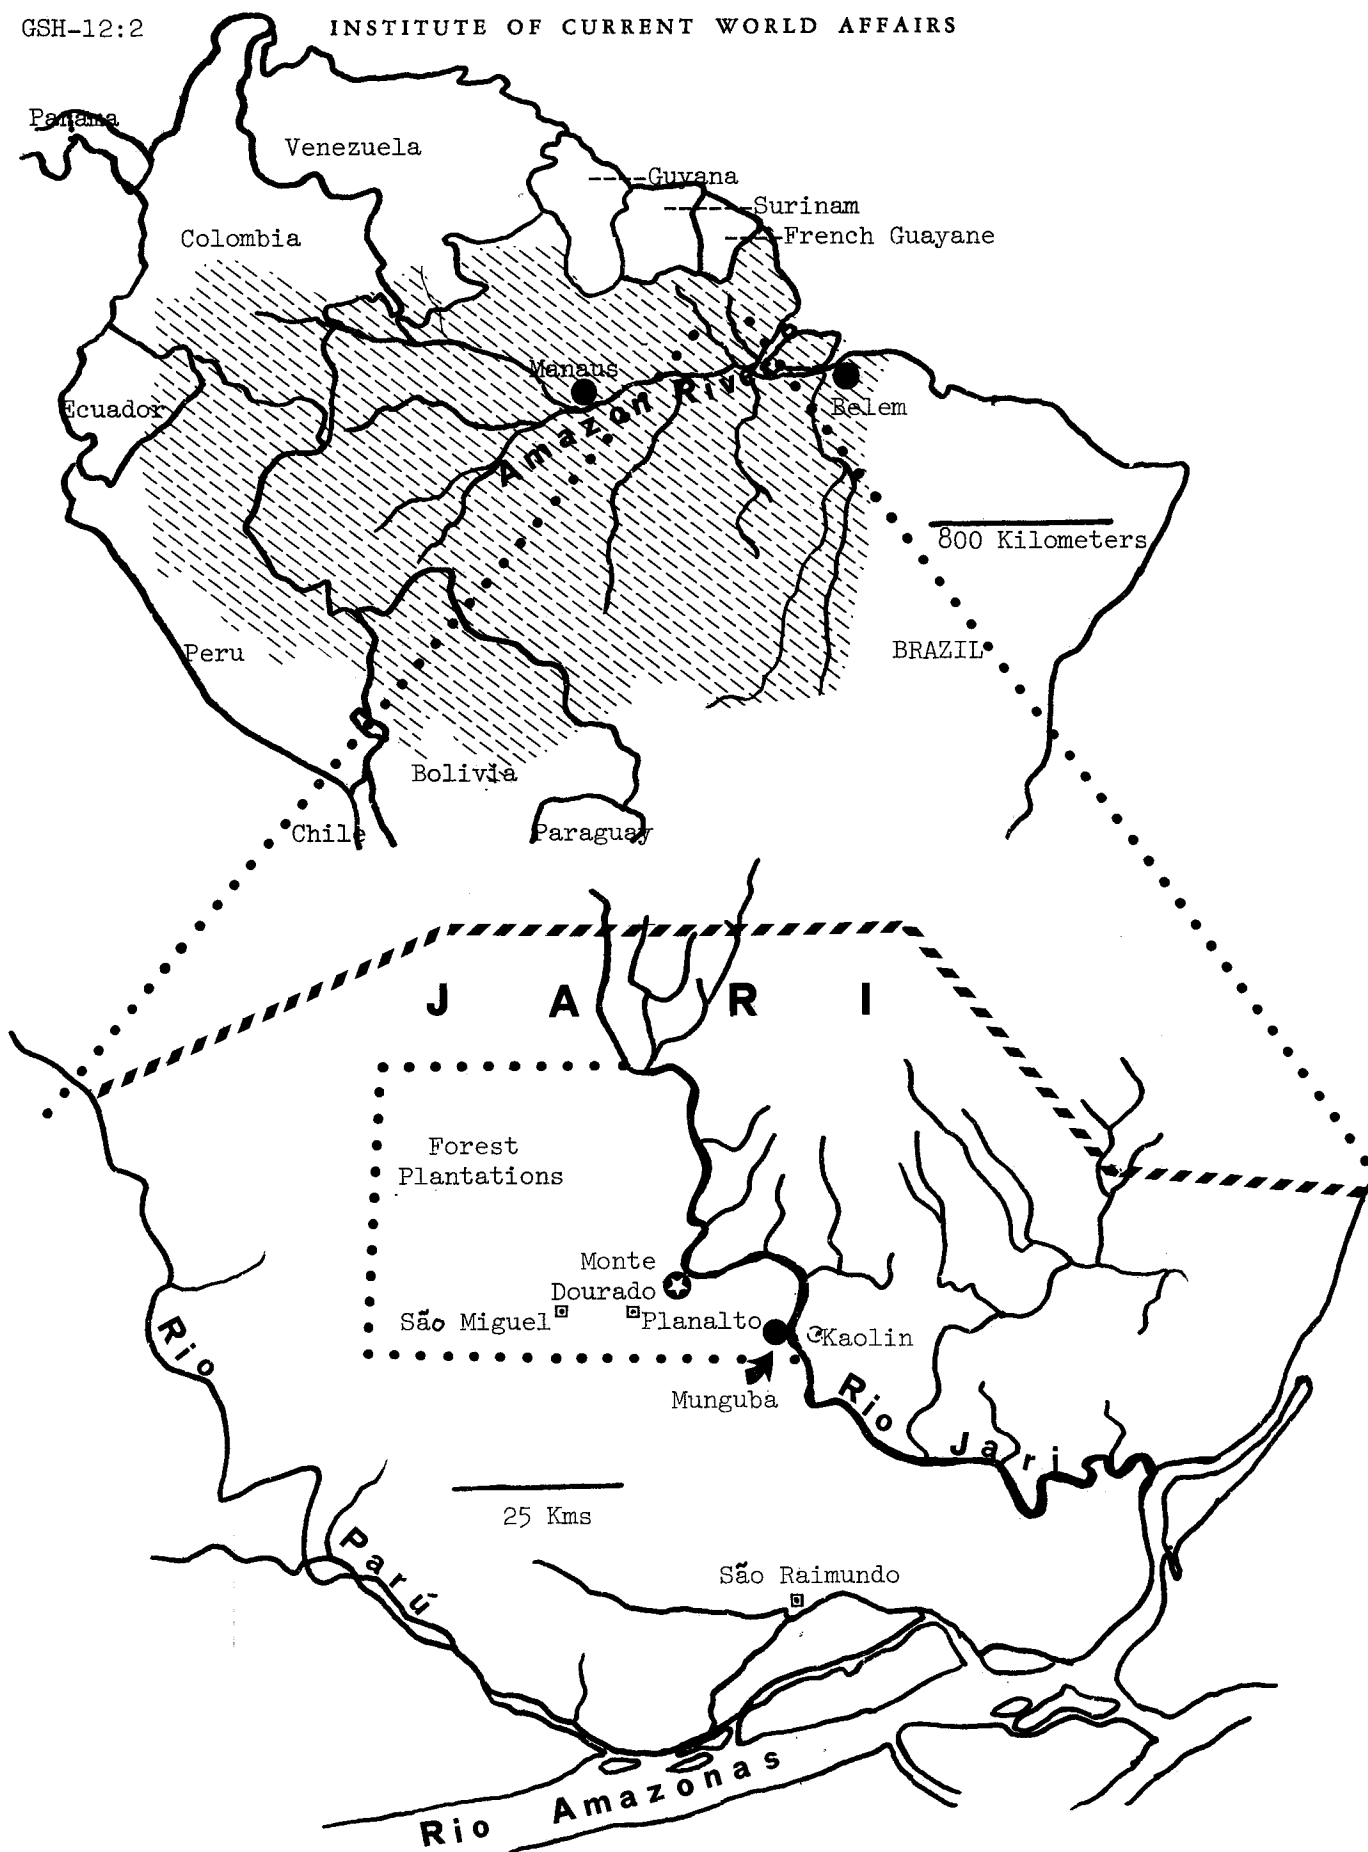 GSH-12:2
INSTITUTE OF CURRENT WORLD AFFAIRS
Panama
Venezuela
Guyana
Surinam
French Guayane
Colombia
Manaus
Amazon River
Belem
Ecuador
800 Kilometers
BRAZIL
Peru
Bolivia
Chile
Paraguay
JARI
Forest
Plantations
Monte
Dourado
São Miguel
Planalto
Kaolin
Munguba
Rio Jari
25 Kms
Rio Parú
São Raimundo
Rio Amazonas